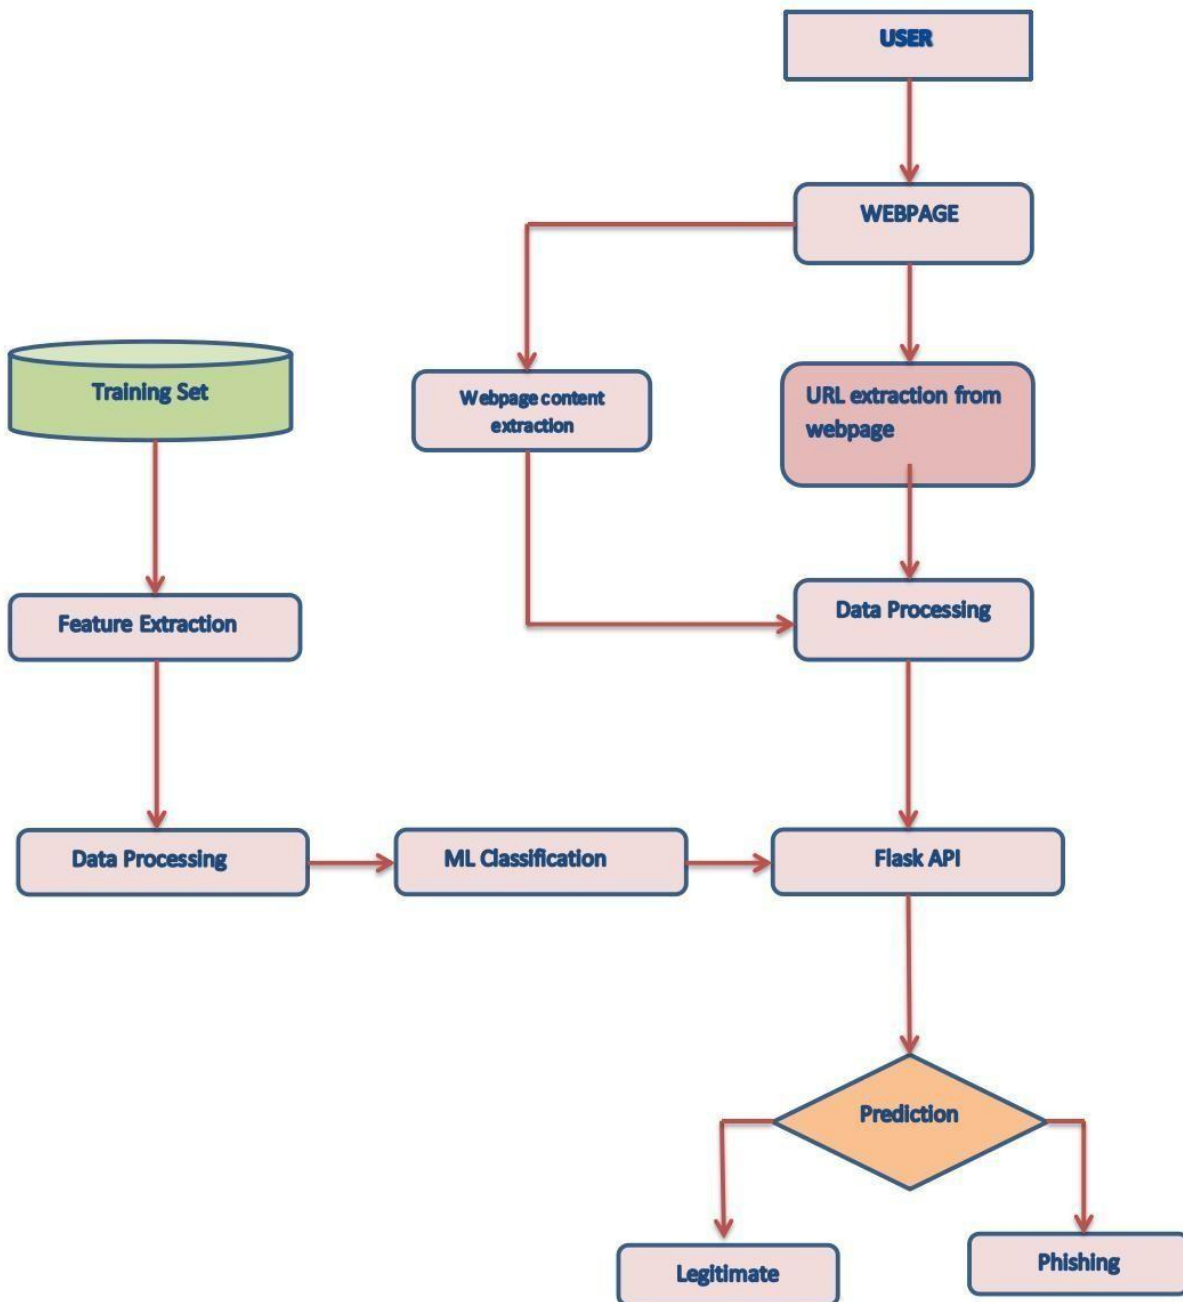 USER
WEBPAGE
Training Set
Webpage content
extraction
URL extraction from
webpage
Feature Extraction
Data Processing
Data Processing
ML Classification
Flask API
Prediction
Legitimate
Phishing